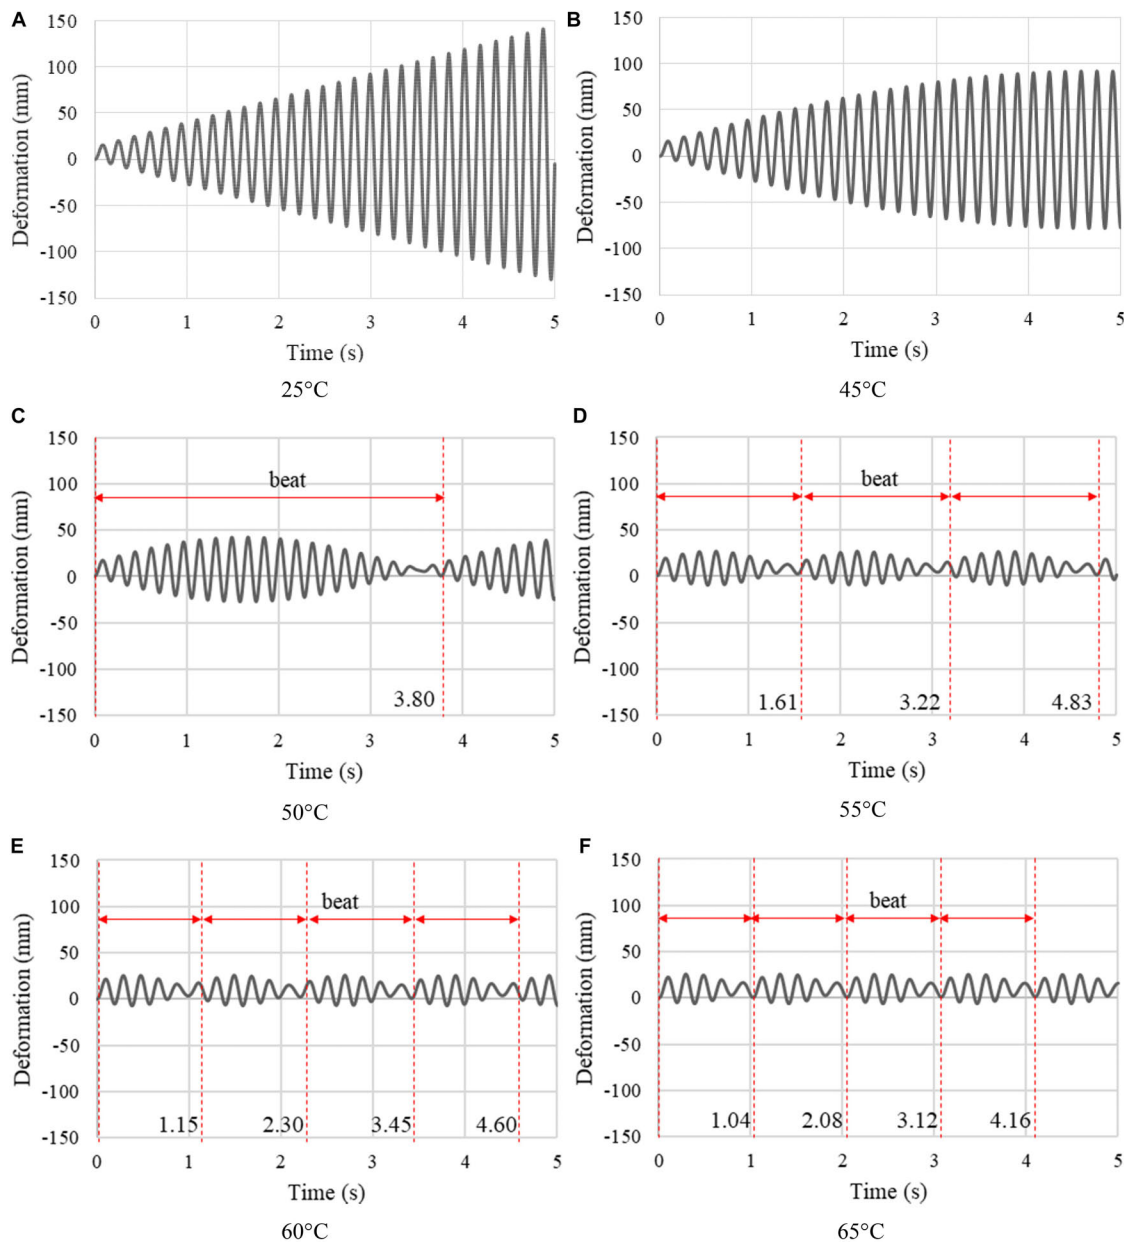 A
150
100
50
0
-50
-100
-150
Deformation (mm)
0 1 2 3 4 5
Time (s)
25°C
B
150
100
50
0
-50
-100
-150
Deformation (mm)
0 1 2 3 4 5
Time (s)
45°C
C
150
100
50
0
-50
-100
-150
Deformation (mm)
beat
3.80
0 1 2 3 4 5
Time (s)
50°C
D
150
100
50
0
-50
-100
-150
Deformation (mm)
beat
1.61 3.22 4.83
0 1 2 3 4 5
Time (s)
55°C
E
150
100
50
0
-50
-100
-150
Deformation (mm)
beat
1.15 2.30 3.45 4.60
0 1 2 3 4 5
Time (s)
60°C
F
150
100
50
0
-50
-100
-150
Deformation (mm)
beat
1.04 2.08 3.12 4.16
0 1 2 3 4 5
Time (s)
65°C